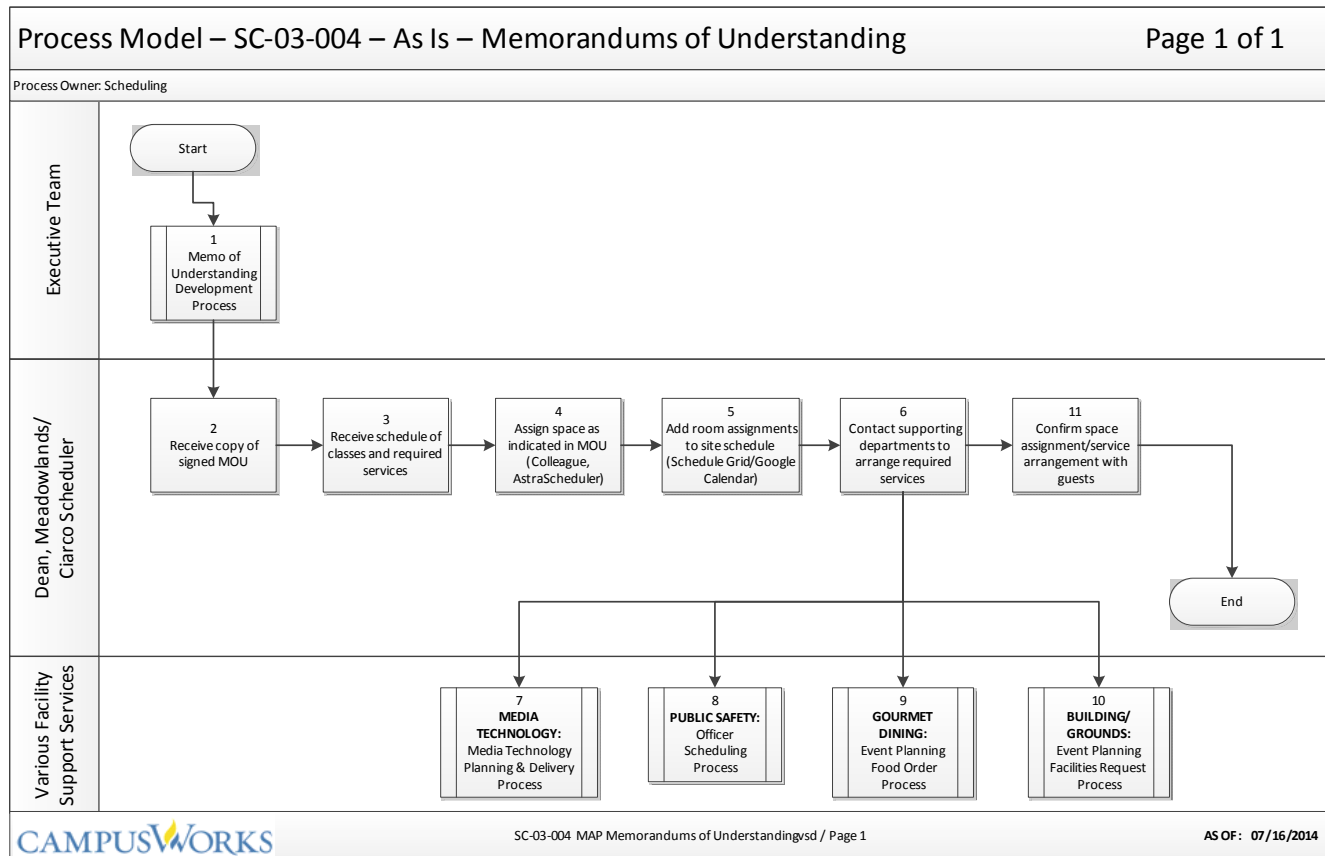 Process Model – SC-03-004 – As Is – Memorandums of Understanding
Page 1 of 1
Process Owner: Scheduling
Executive Team
Start
1
Memo of
Understanding
Development
Process
Dean, Meadowlands/
Ciarco Scheduler
2
Receive copy of
signed MOU
3
Receive schedule of
classes and required
services
4
Assign space as
indicated in MOU
(Colleague,
AstraScheduler)
5
Add room assignments
to site schedule
(Schedule Grid/Google
Calendar)
6
Contact supporting
departments to
arrange required
services
11
Confirm space
assignment/service
arrangement with
guests
End
Various Facility
Support Services
7
MEDIA
TECHNOLOGY:
Media Technology
Planning & Delivery
Process
8
PUBLIC SAFETY:
Officer
Scheduling
Process
9
GOURMET
DINING:
Event Planning
Food Order
Process
10
BUILDING/
GROUNDS:
Event Planning
Facilities Request
Process
CAMPUSWORKS
SC-03-004 MAP Memorandums of Understandingvsd / Page 1
AS OF: 07/16/2014